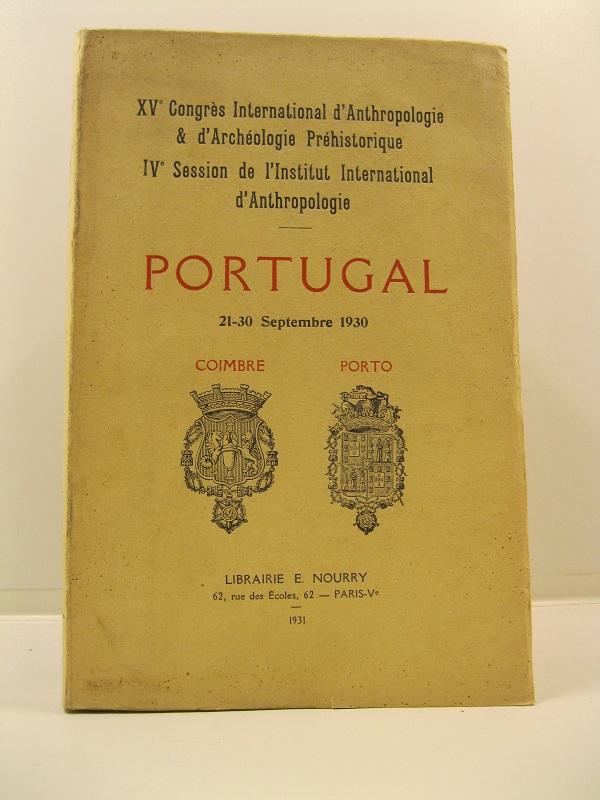 XVᵉ Congrès International d'Anthropologie
& d'Archéologie Préhistorique
IVᵉ Session de l'Institut International
d'Anthropologie
PORTUGAL
21-30 Septembre 1930
COIMBRE PORTO
LIBRAIRIE E. NOURRY
62, rue des Écoles, 62 — PARIS-Vᵉ
1931